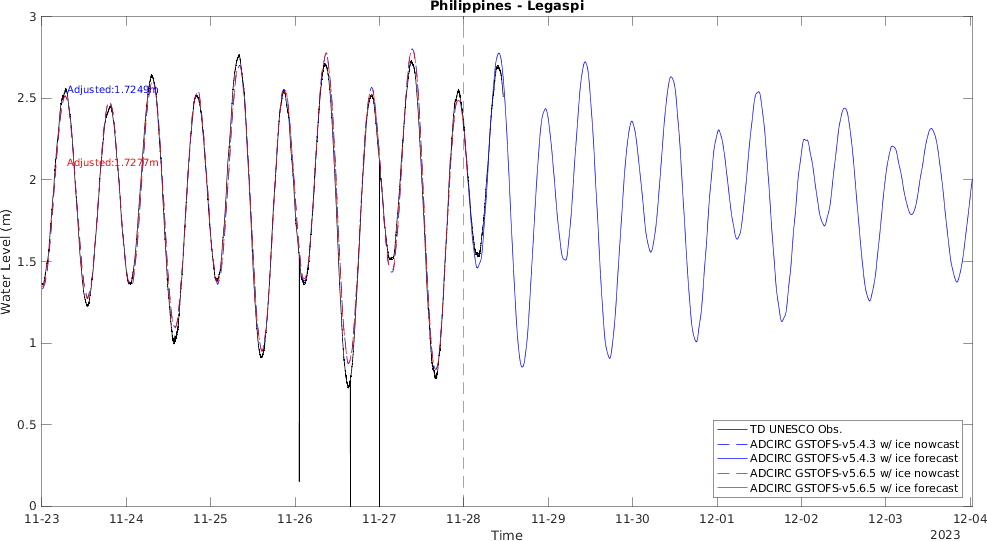 Philippines - Legaspi
3
2.5
2
1.5
1
0.5
0
Water Level (m)
Adjusted:1.7249m
Adjusted:1.7277m
TD UNESCO Obs.
ADCIRC GSTOFS-v5.4.3 w/ ice nowcast
ADCIRC GSTOFS-v5.4.3 w/ ice forecast
ADCIRC GSTOFS-v5.6.5 w/ ice nowcast
ADCIRC GSTOFS-v5.6.5 w/ ice forecast
11-23 11-24 11-25 11-26 11-27 11-28 11-29 11-30 12-01 12-02 12-03 12-04
Time
2023